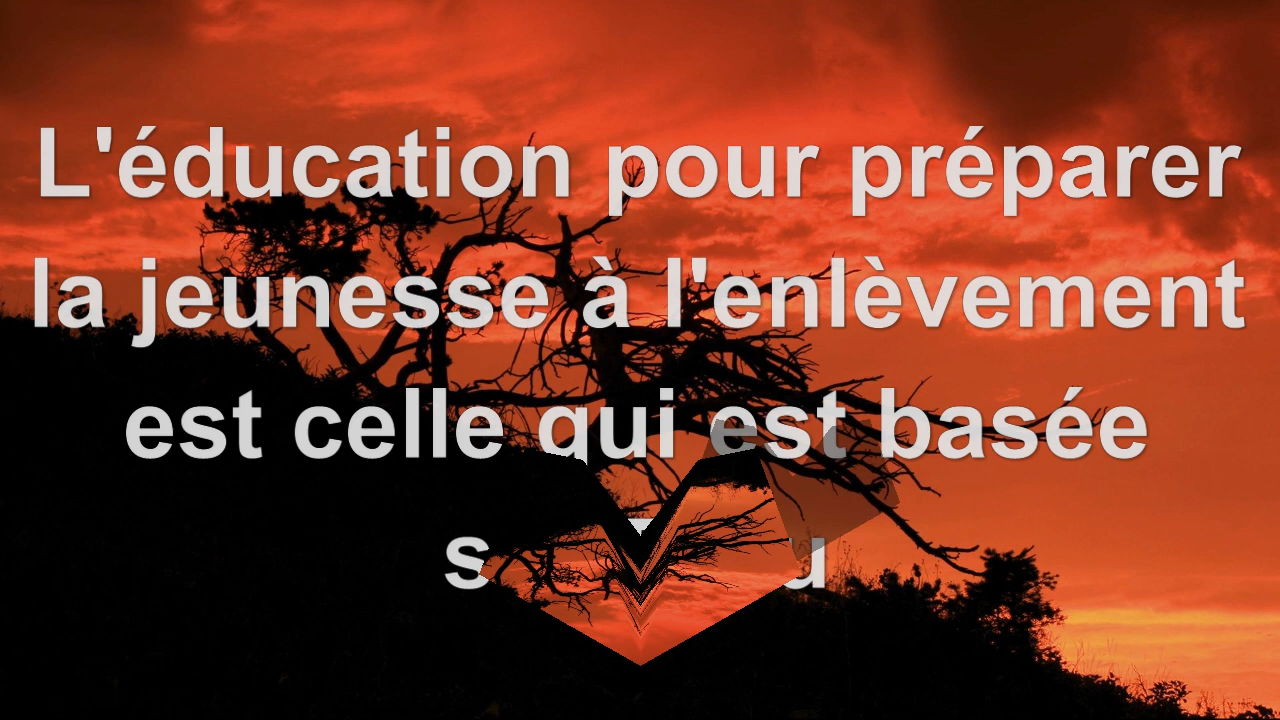 L'éducation pour préparer
la jeunesse à l'enlèvement
est celle qui est basée